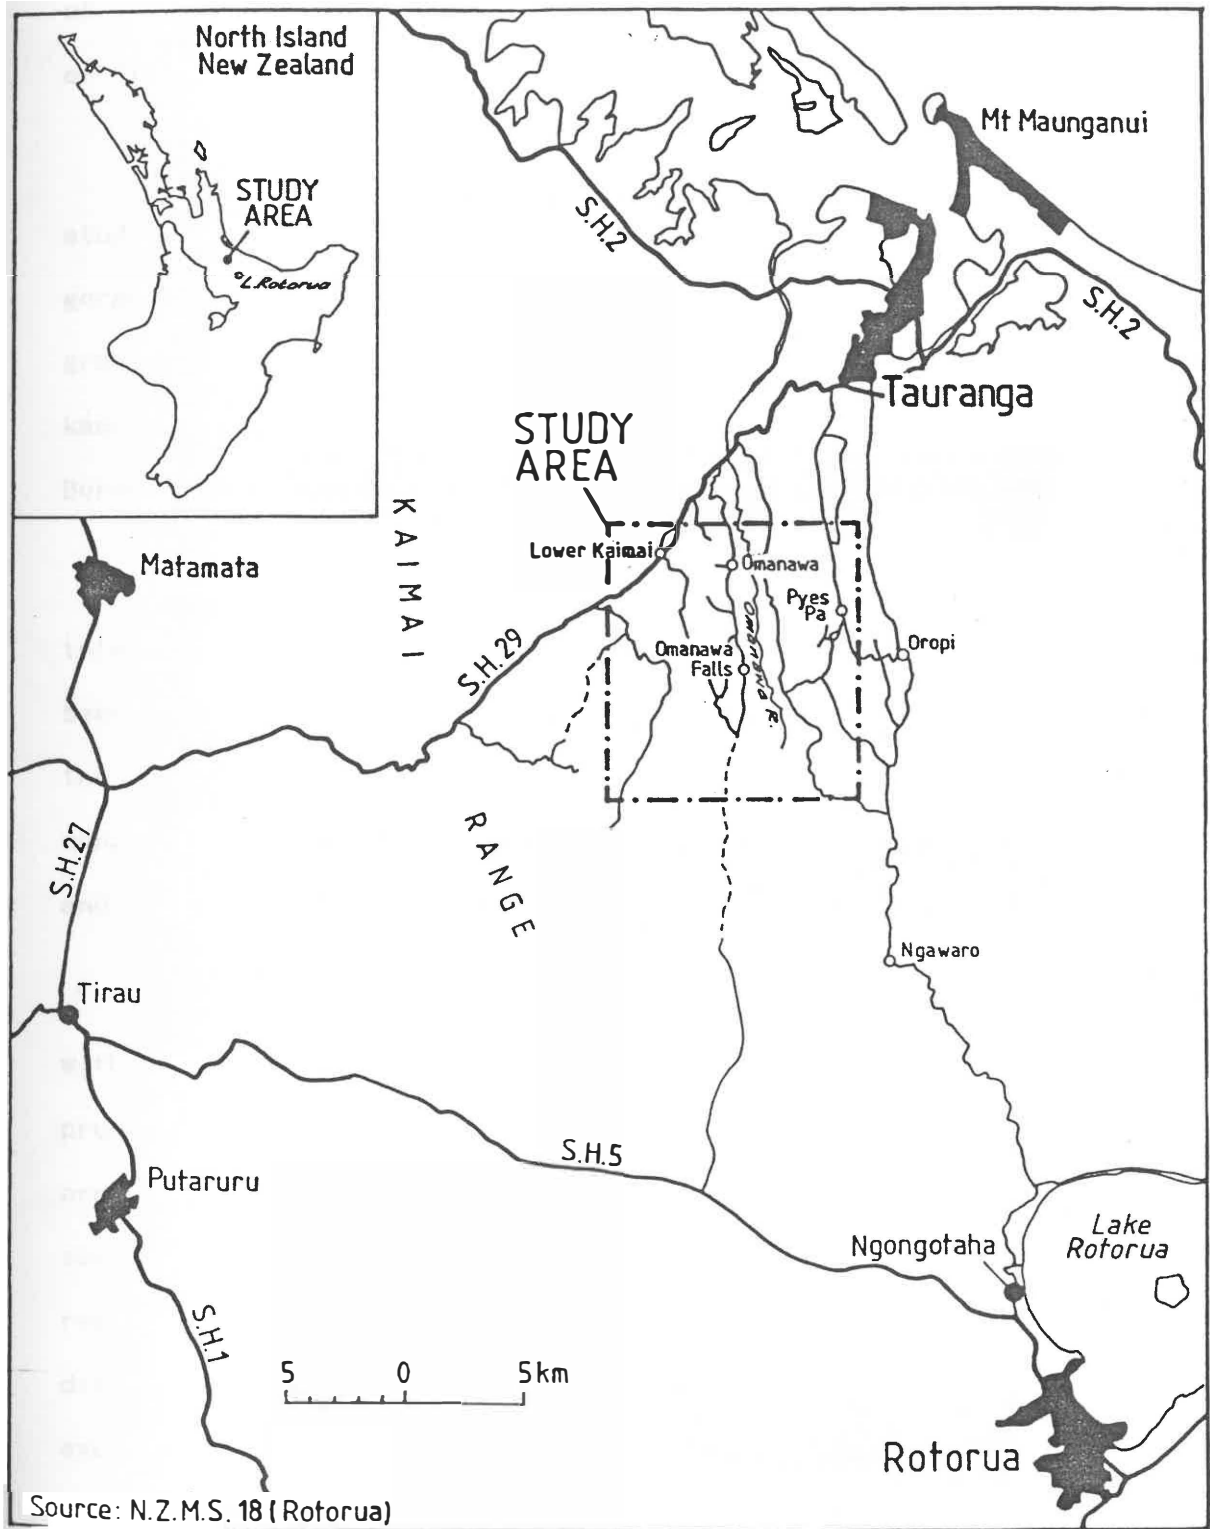 North Island
New Zealand
STUDY
AREA
L. Rotorua
Mt Maunganui
S.H.2
S.H.2
Tauranga
STUDY
AREA
KAIMAI
Lower Kaimai
Omanawa
Matamata
Pyes
Pa
Omanawa R.
Oropi
Omanawa
Falls
S.H. 29
RANGE
S.H.27
Ngawaro
Tirau
S.H.5
Putaruru
Lake
Rotorua
Ngongotaha
S.H.1
5 0 5km
Rotorua
Source: N.Z.M.S. 18 (Rotorua)